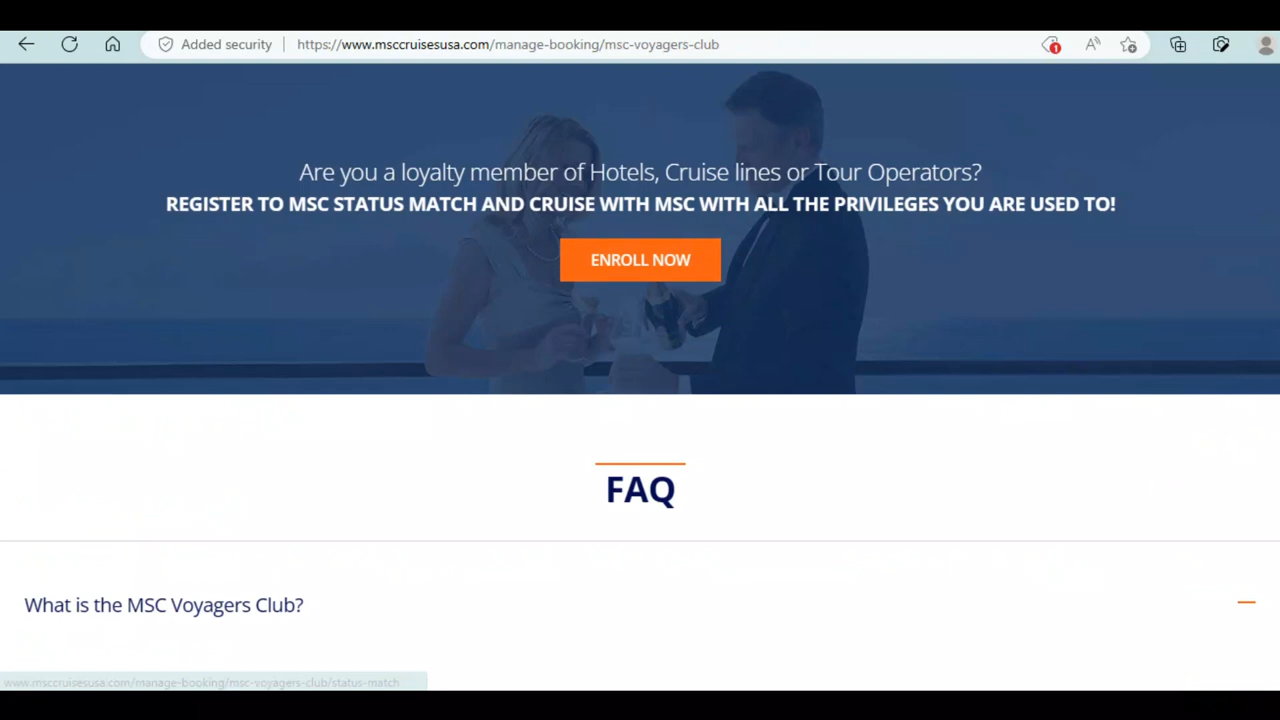 Added security
https://www.msccruisesusa.com/manage-booking/msc-voyagers-club
1
Are you a loyalty member of Hotels, Cruise lines or Tour Operators?
REGISTER TO MSC STATUS MATCH AND CRUISE WITH MSC WITH ALL THE PRIVILEGES YOU ARE USED TO!
ENROLL NOW
FAQ
What is the MSC Voyagers Club?
www.msccruisesusa.com/manage-booking/msc-voyagers-club/status-match